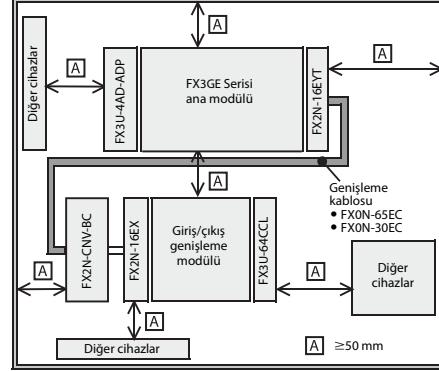 A
Diğer cihazlar
A
FX3U-4AD-ADP
FX3GE Serisi
ana modülü
FX2N-16EYT
A
A
Genişleme
kablosu
• FX0N-65EC
• FX0N-30EC
FX2N-CNV-BC
FX2N-16EX
Giriş/çıkış
genişleme
modülü
FX3U-64CCL
A
A
Diğer
cihazlar
A
Diğer cihazlar
A ≥50 mm